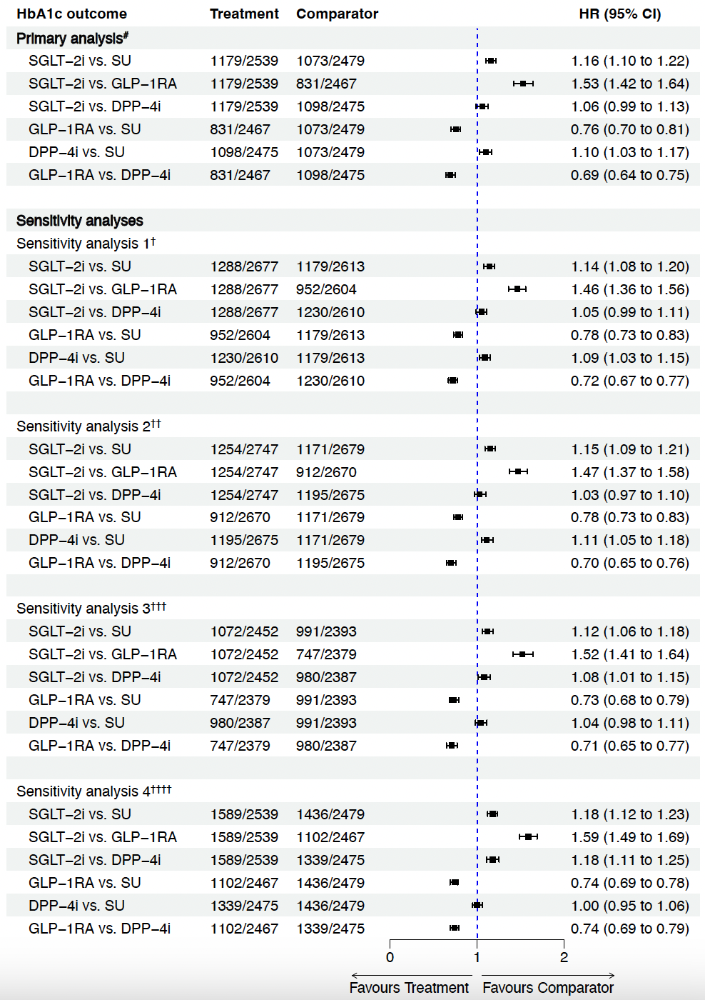 HbA1c outcome Treatment Comparator HR (95% CI)
Primary analysis#
SGLT−2i vs. SU 1179/2539 1073/2479 1.16 (1.10 to 1.22)
SGLT−2i vs. GLP−1RA 1179/2539 831/2467 1.53 (1.42 to 1.64)
SGLT−2i vs. DPP−4i 1179/2539 1098/2475 1.06 (0.99 to 1.13)
GLP−1RA vs. SU 831/2467 1073/2479 0.76 (0.70 to 0.81)
DPP−4i vs. SU 1098/2475 1073/2479 1.10 (1.03 to 1.17)
GLP−1RA vs. DPP−4i 831/2467 1098/2475 0.69 (0.64 to 0.75)
Sensitivity analyses
Sensitivity analysis 1†
SGLT−2i vs. SU 1288/2677 1179/2613 1.14 (1.08 to 1.20)
SGLT−2i vs. GLP−1RA 1288/2677 952/2604 1.46 (1.36 to 1.56)
SGLT−2i vs. DPP−4i 1288/2677 1230/2610 1.05 (0.99 to 1.11)
GLP−1RA vs. SU 952/2604 1179/2613 0.78 (0.73 to 0.83)
DPP−4i vs. SU 1230/2610 1179/2613 1.09 (1.03 to 1.15)
GLP−1RA vs. DPP−4i 952/2604 1230/2610 0.72 (0.67 to 0.77)
Sensitivity analysis 2††
SGLT−2i vs. SU 1254/2747 1171/2679 1.15 (1.09 to 1.21)
SGLT−2i vs. GLP−1RA 1254/2747 912/2670 1.47 (1.37 to 1.58)
SGLT−2i vs. DPP−4i 1254/2747 1195/2675 1.03 (0.97 to 1.10)
GLP−1RA vs. SU 912/2670 1171/2679 0.78 (0.73 to 0.83)
DPP−4i vs. SU 1195/2675 1171/2679 1.11 (1.05 to 1.18)
GLP−1RA vs. DPP−4i 912/2670 1195/2675 0.70 (0.65 to 0.76)
Sensitivity analysis 3†††
SGLT−2i vs. SU 1072/2452 991/2393 1.12 (1.06 to 1.18)
SGLT−2i vs. GLP−1RA 1072/2452 747/2379 1.52 (1.41 to 1.64)
SGLT−2i vs. DPP−4i 1072/2452 980/2387 1.08 (1.01 to 1.15)
GLP−1RA vs. SU 747/2379 991/2393 0.73 (0.68 to 0.79)
DPP−4i vs. SU 980/2387 991/2393 1.04 (0.98 to 1.11)
GLP−1RA vs. DPP−4i 747/2379 980/2387 0.71 (0.65 to 0.77)
Sensitivity analysis 4††††
SGLT−2i vs. SU 1589/2539 1436/2479 1.18 (1.12 to 1.23)
SGLT−2i vs. GLP−1RA 1589/2539 1102/2467 1.59 (1.49 to 1.69)
SGLT−2i vs. DPP−4i 1589/2539 1339/2475 1.18 (1.11 to 1.25)
GLP−1RA vs. SU 1102/2467 1436/2479 0.74 (0.69 to 0.78)
DPP−4i vs. SU 1339/2475 1436/2479 1.00 (0.95 to 1.06)
GLP−1RA vs. DPP−4i 1102/2467 1339/2475 0.74 (0.69 to 0.79)
0 1 2
Favours Treatment Favours Comparator